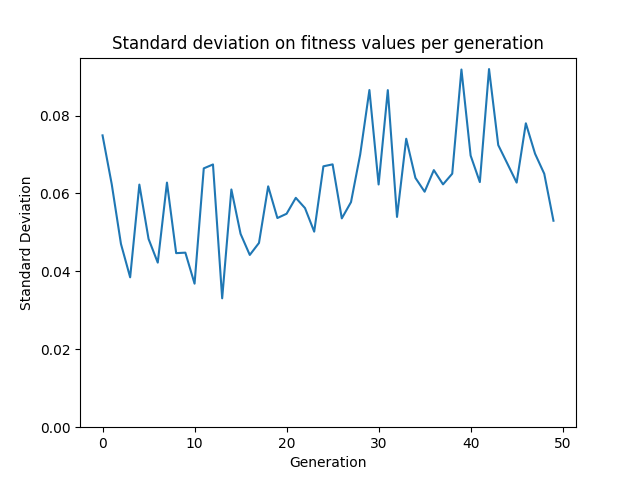 Standard deviation on fitness values per generation
Standard Deviation
0.08
0.06
0.04
0.02
0.00
0 10 20 30 40 50
Generation